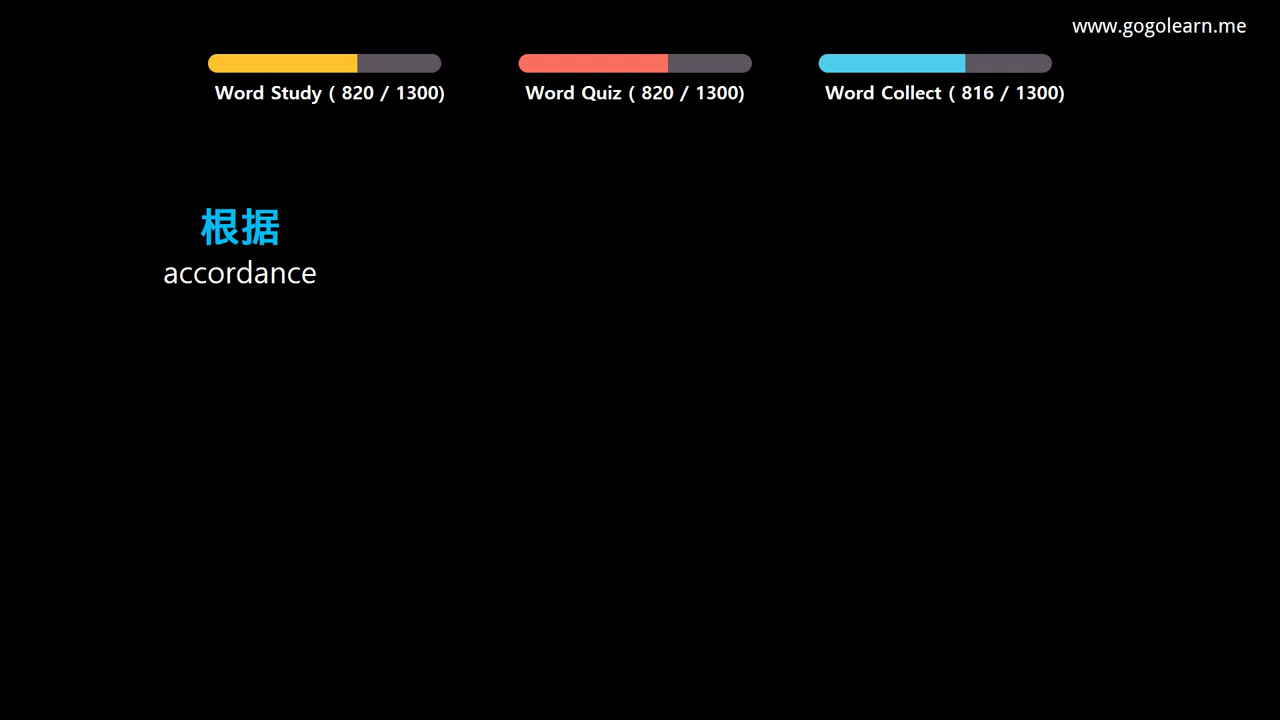 www.gogolearn.me
Word Study ( 820 / 1300)
Word Quiz ( 820 / 1300)
Word Collect ( 816 / 1300)
根据
accordance